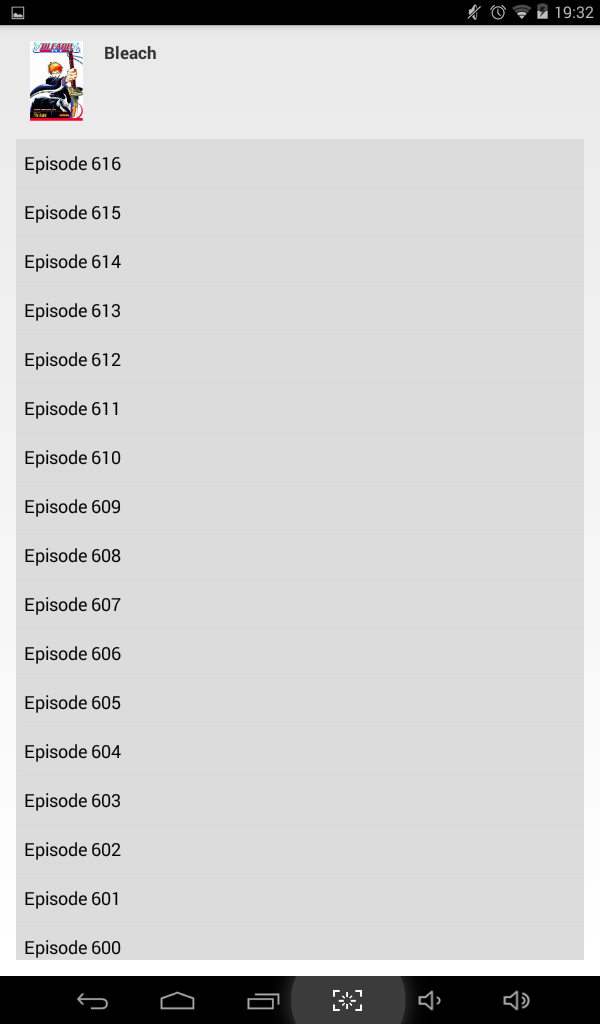 19:32
BLEACH
Bleach
Episode 616
Episode 615
Episode 614
Episode 613
Episode 612
Episode 611
Episode 610
Episode 609
Episode 608
Episode 607
Episode 606
Episode 605
Episode 604
Episode 603
Episode 602
Episode 601
Episode 600